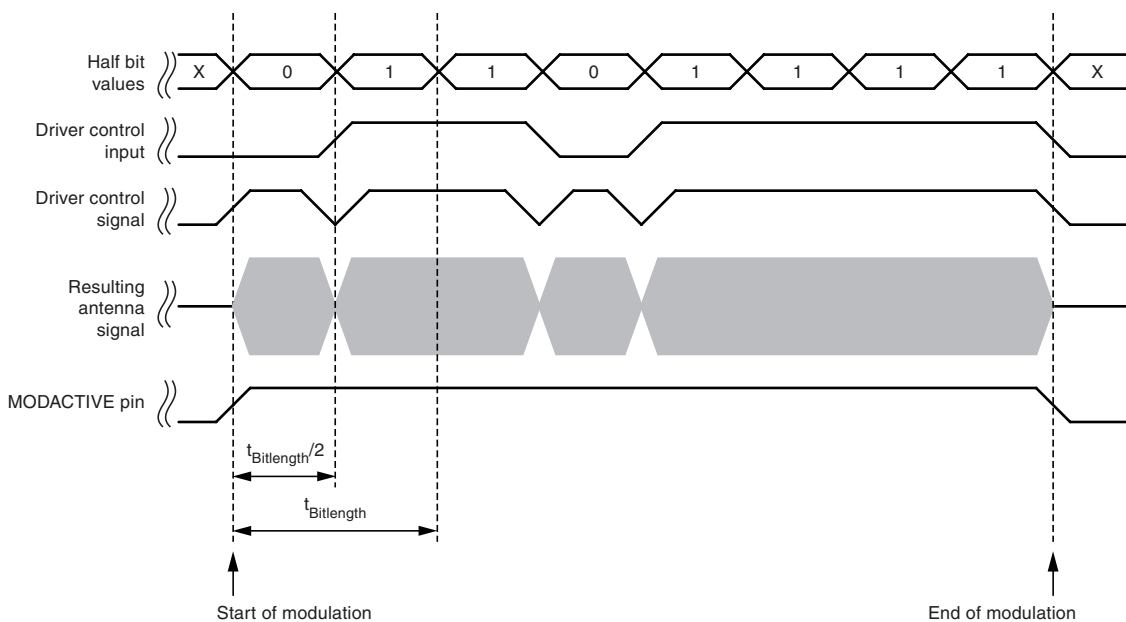 Half bit
values
X 0 1 1 0 1 1 1 1 X
Driver control
input
Driver control
signal
Resulting
antenna
signal
MODACTIVE pin
tBitlength/2
tBitlength
Start of modulation
End of modulation